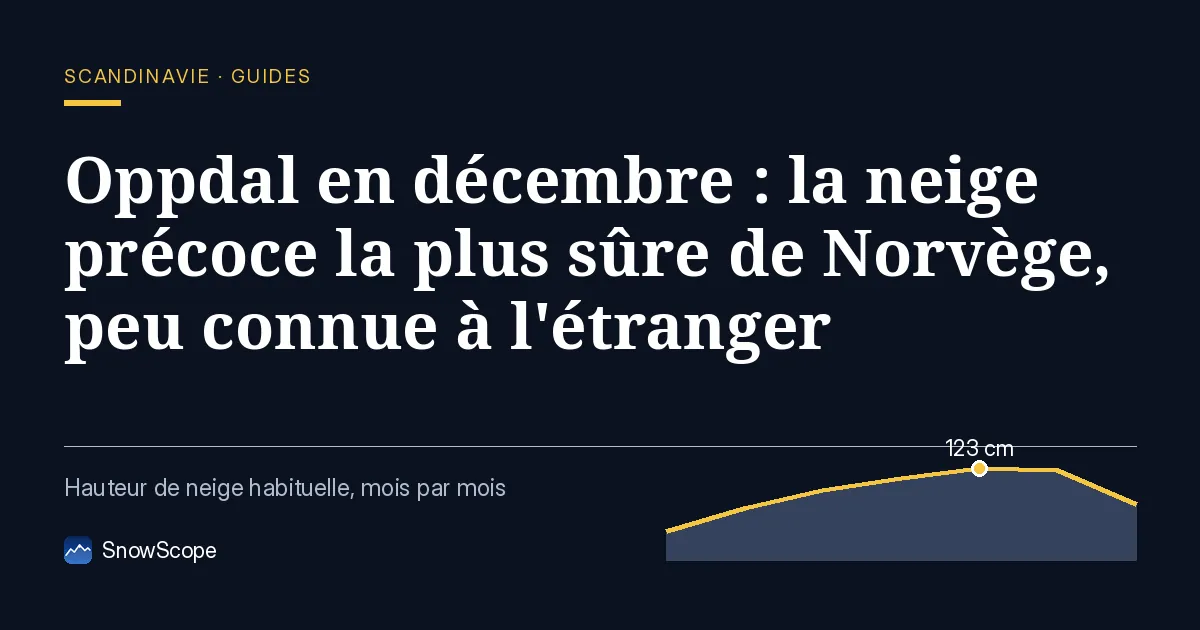 SCANDINAVIE · GUIDES
Oppdal en décembre : la neige
précoce la plus sûre de Norvège,
peu connue à l'étranger
123 cm
Hauteur de neige habituelle, mois par mois
SnowScope